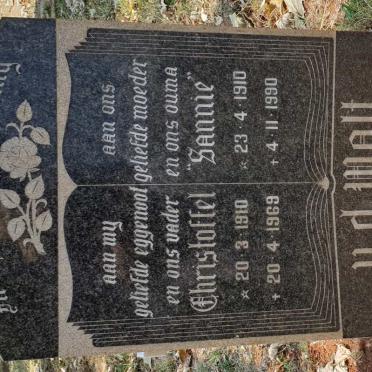 aan my
geliefde eggenoot
en ons vader
Christoffel
* 20·3·1910
+ 20·4·1969
aan ons
geliefde moeder
en ons ouma
"Sannie"
* 23·4·1910
+ 4·11·1990
v d Walt